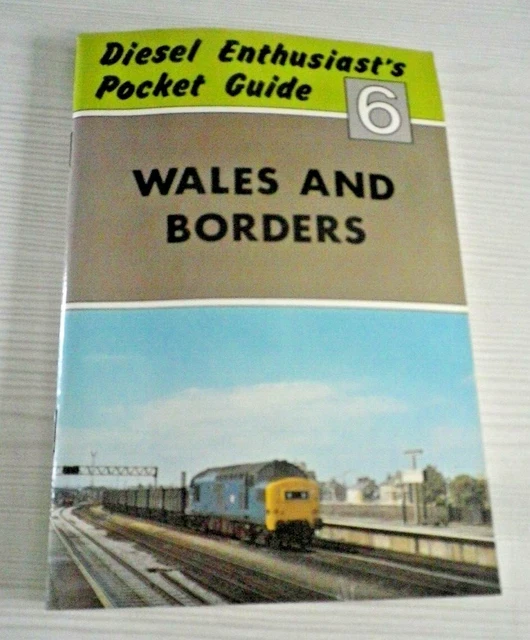 Diesel Enthusiast's
Pocket Guide
6
WALES AND
BORDERS